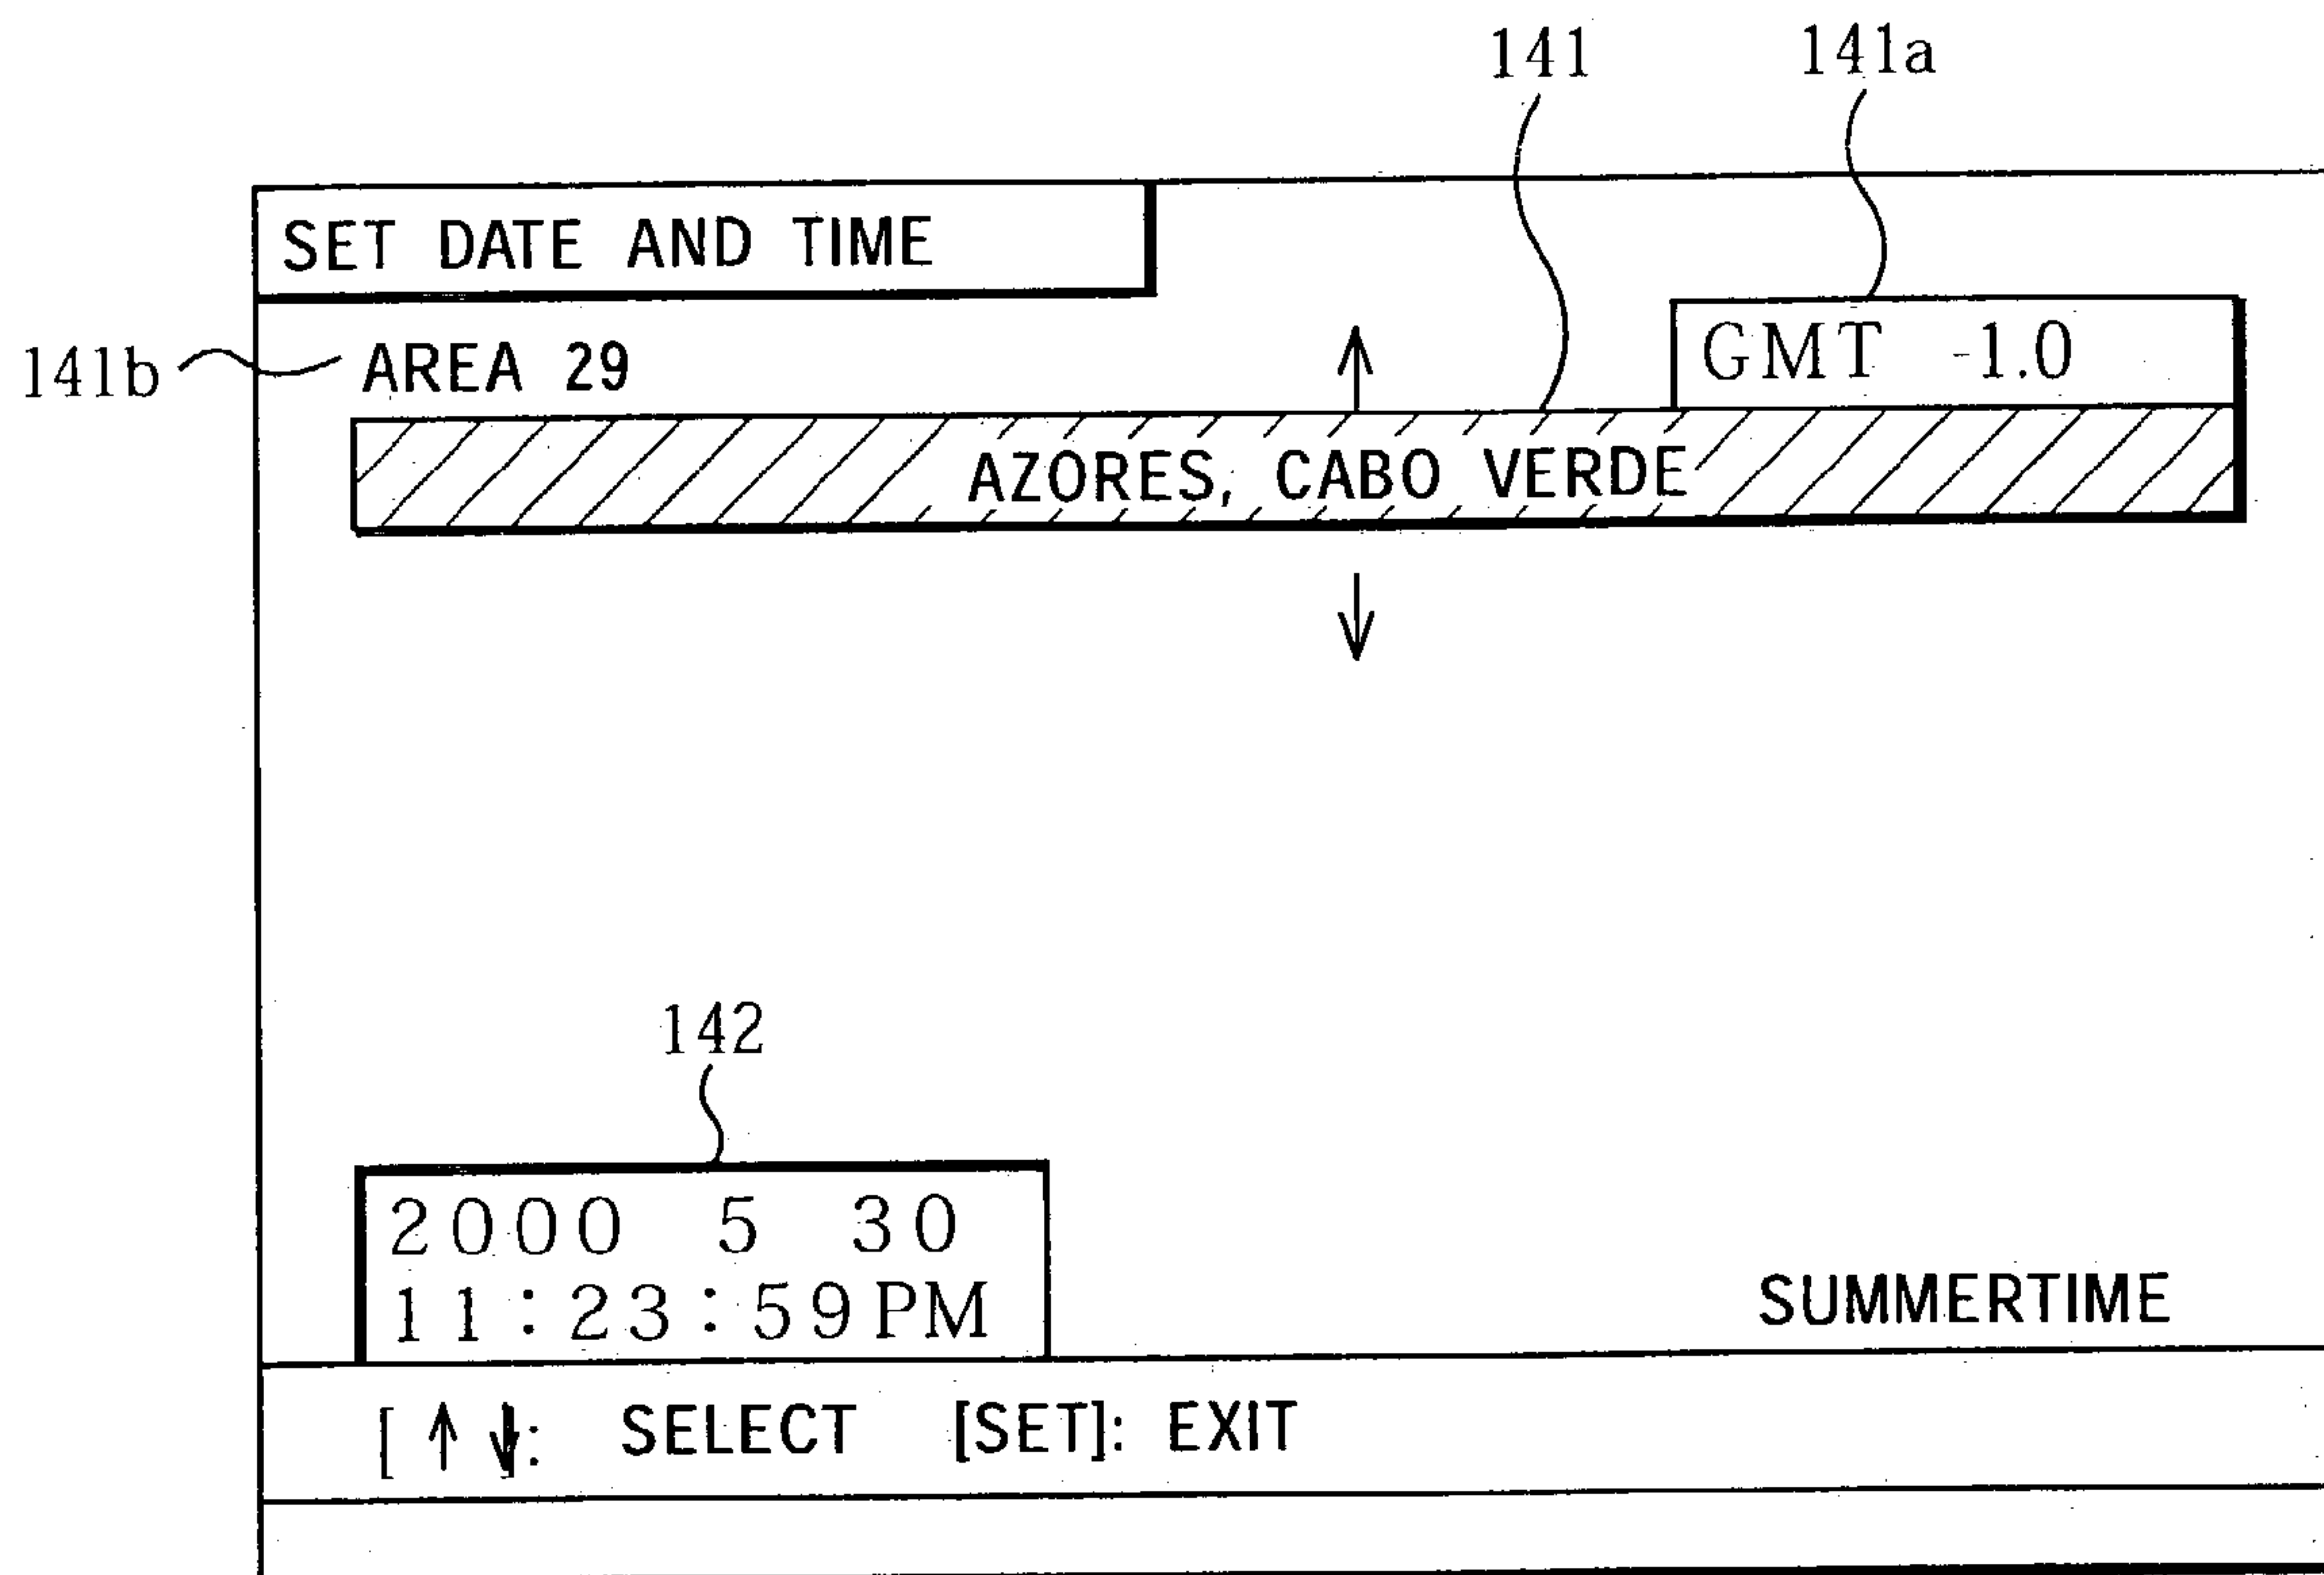 141 141a
SET DATE AND TIME
141b AREA 29 GMT -1.0
AZORES, CABO VERDE
142
2000 5 30
11:23:59PM
SUMMERTIME
[↑↓]: SELECT [SET]: EXIT